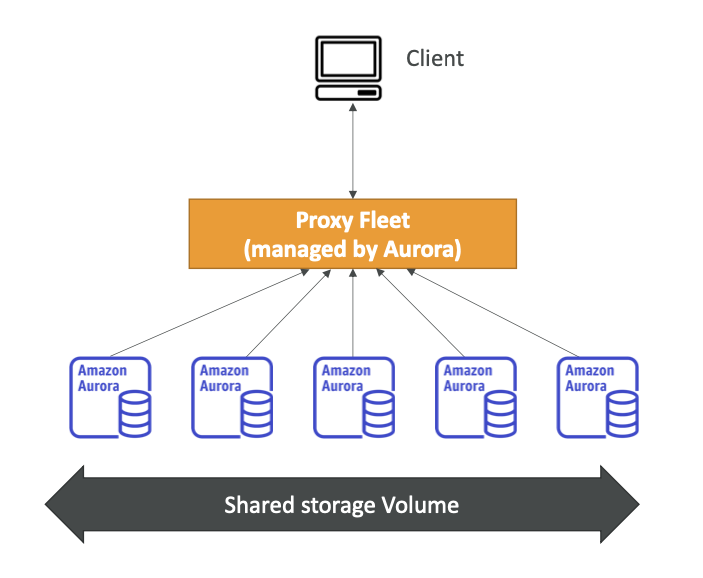 Client
Proxy Fleet
(managed by Aurora)
Amazon
Aurora
Amazon
Aurora
Amazon
Aurora
Amazon
Aurora
Amazon
Aurora
Shared storage Volume